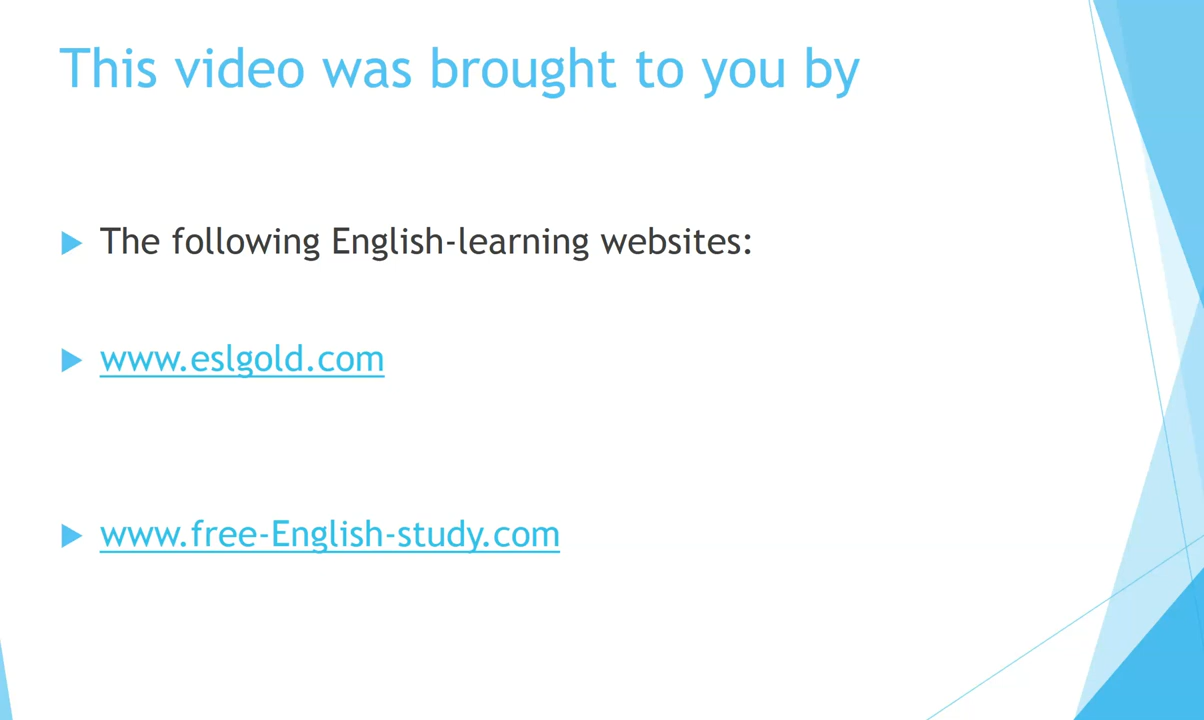 This video was brought to you by
The following English-learning websites:
www.eslgold.com
www.free-English-study.com